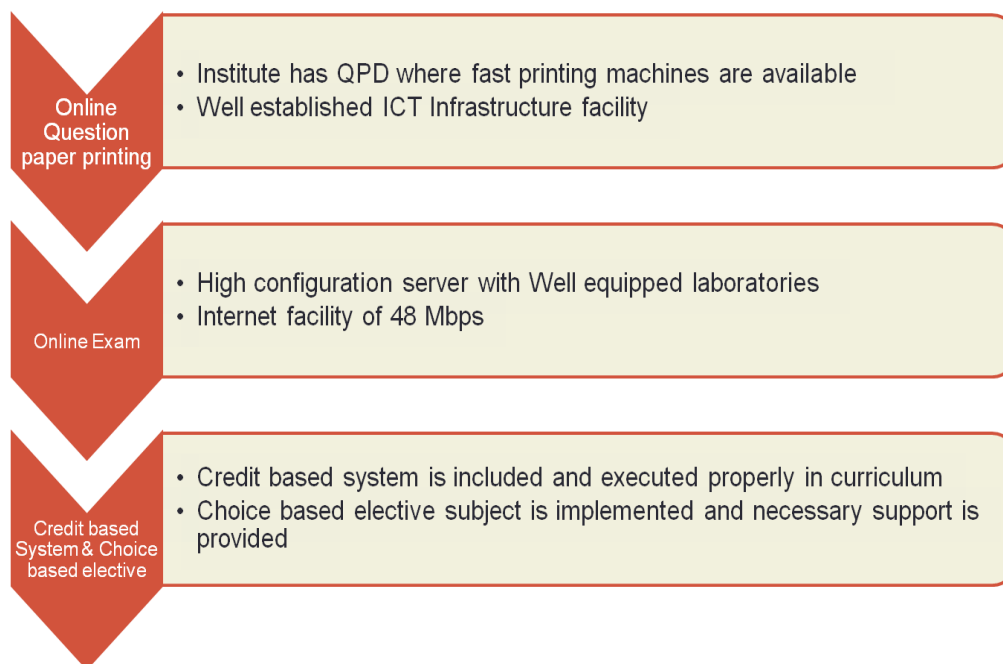 Online
Question
paper printing
• Institute has QPD where fast printing machines are available
• Well established ICT Infrastructure facility
Online Exam
• High configuration server with Well equipped laboratories
• Internet facility of 48 Mbps
Credit based
System & Choice
based elective
• Credit based system is included and executed properly in curriculum
• Choice based elective subject is implemented and necessary support is
provided